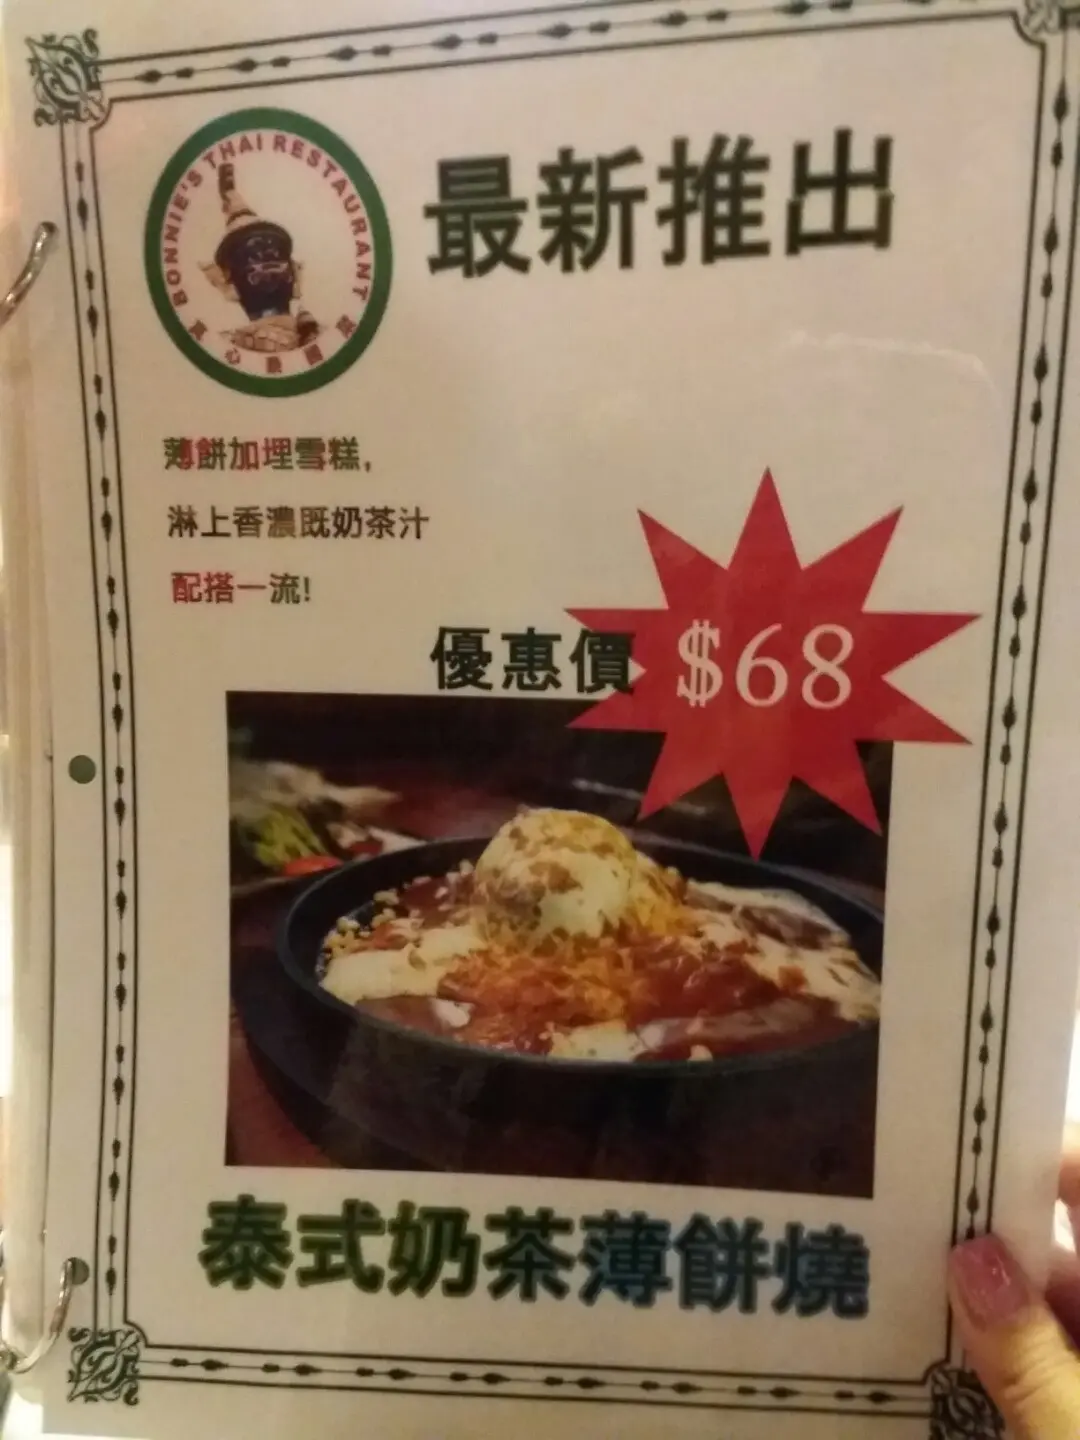 BONNIE'S THAI RESTAURANT
最新推出
薄餅加埋雪糕,
淋上香濃既奶茶汁
配搭一流!
優惠價 $68
泰式奶茶薄餅燒